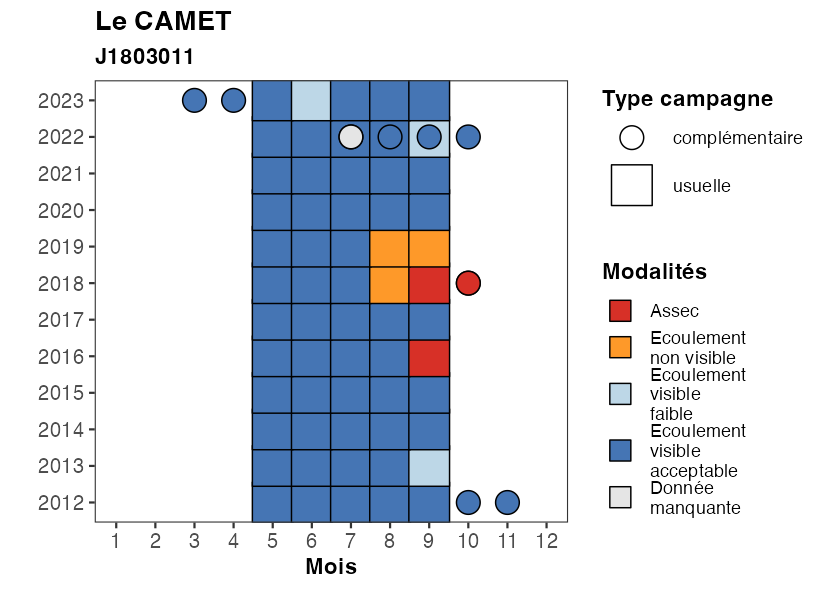 Le CAMET
J1803011
2023
2022
2021
2020
2019
2018
2017
2016
2015
2014
2013
2012
1 2 3 4 5 6 7 8 9 10 11 12
Mois
Type campagne
complémentaire
usuelle
Modalités
Assec
Ecoulement
non visible
Ecoulement
visible
faible
Ecoulement
visible
acceptable
Donnée
manquante